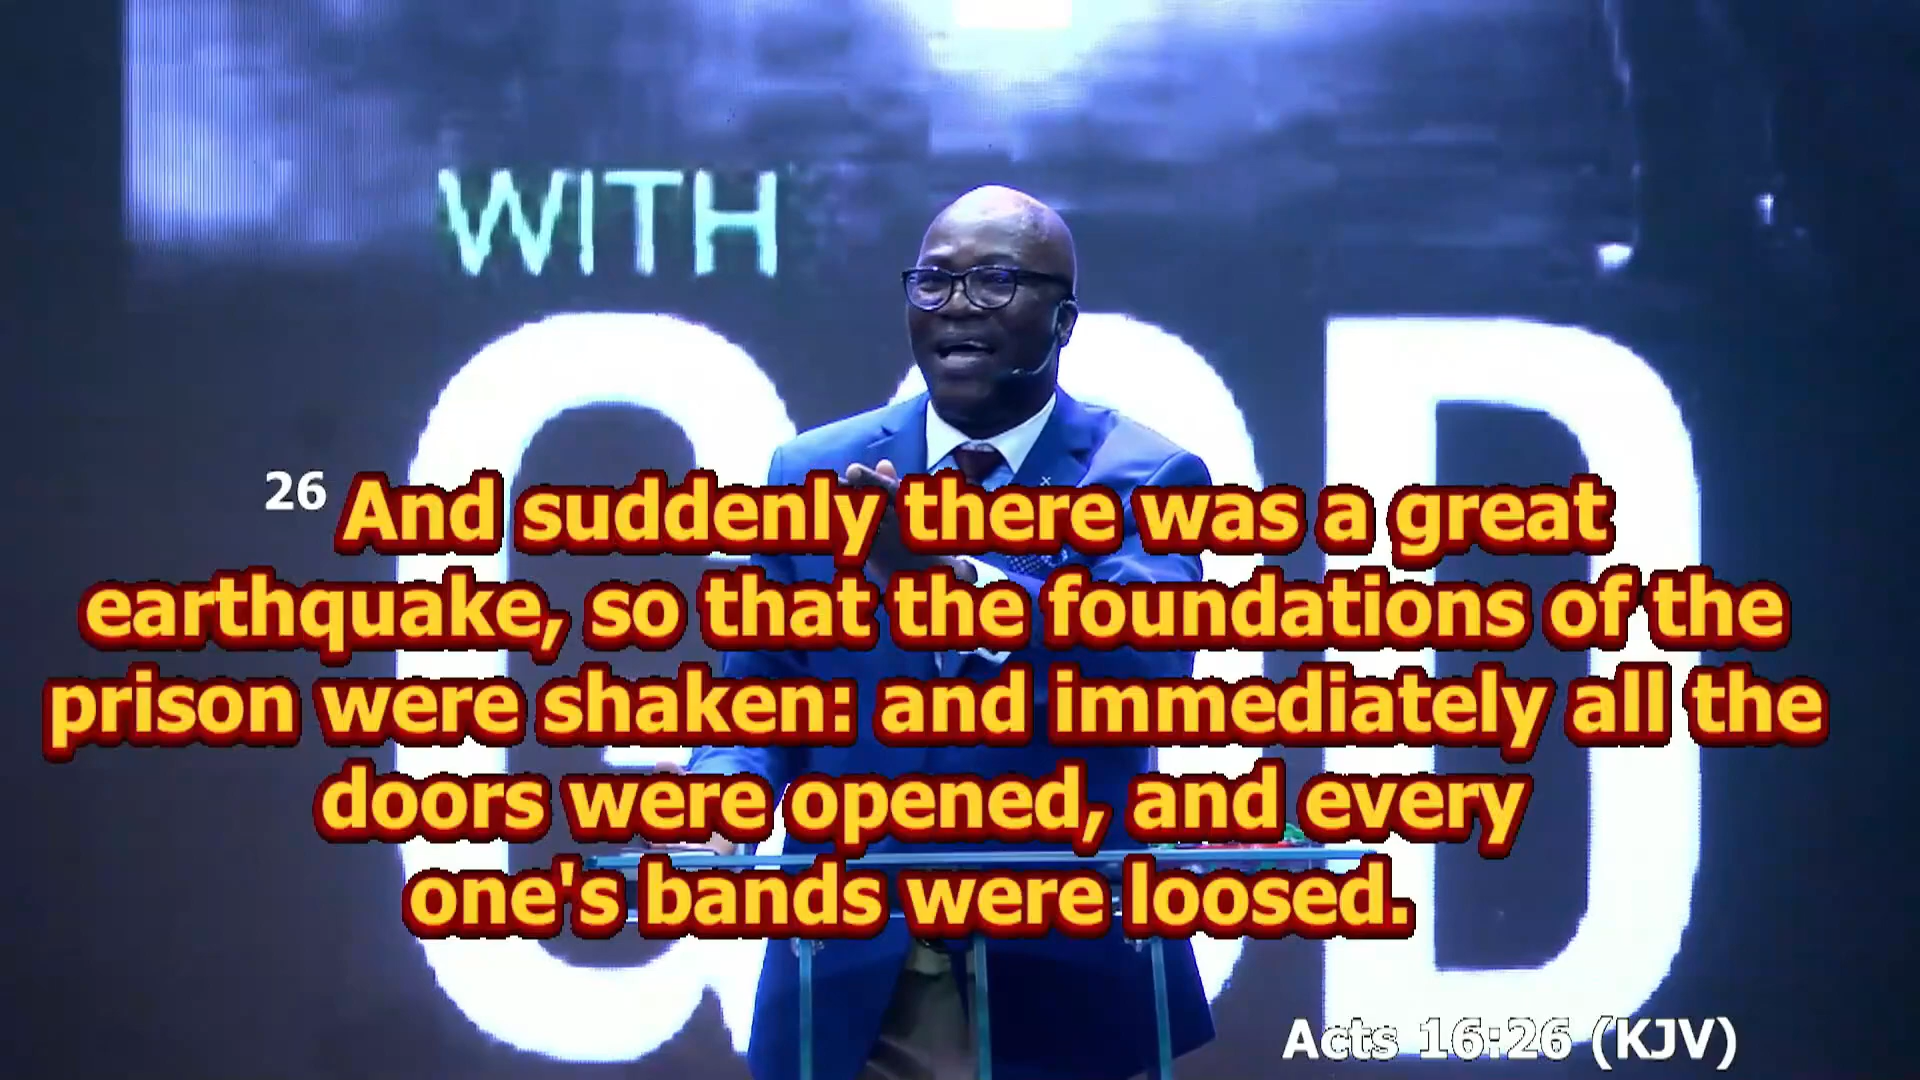 WITH
GOD
26 And suddenly there was a great
earthquake, so that the foundations of the
prison were shaken: and immediately all the
doors were opened, and every
one's bands were loosed.
Acts 16:26 (KJV)